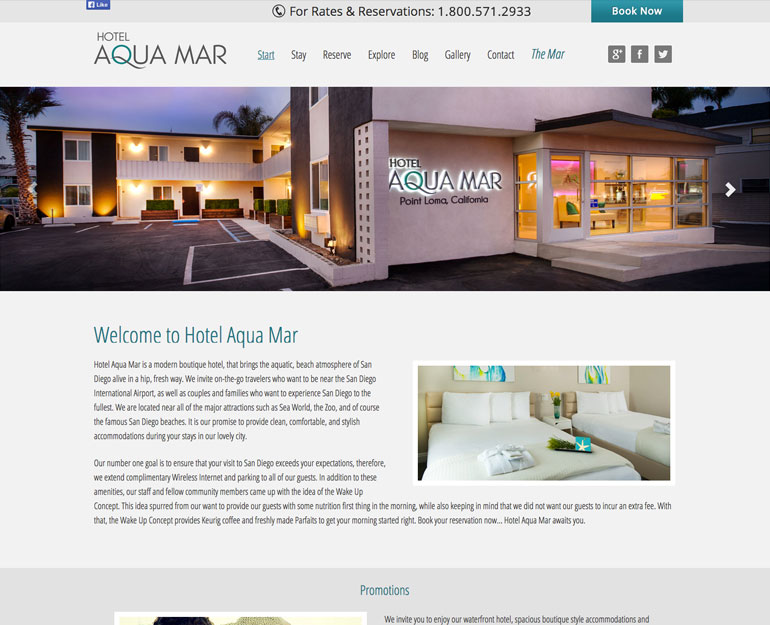 Like
For Rates & Reservations: 1.800.571.2933
Book Now
HOTEL
AQUA MAR
Start Stay Reserve Explore Blog Gallery Contact The Mar
HOTEL
AQUA MAR
Point Loma, California
Welcome to Hotel Aqua Mar
Hotel Aqua Mar is a modern boutique hotel, that brings the aquatic, beach atmosphere of San
Diego alive in a hip, fresh way. We invite on-the-go travelers who want to be near the San Diego
International Airport, as well as couples and families who want to experience San Diego to the
fullest. We are located near all of the major attractions such as Sea World, the Zoo, and of course
the famous San Diego beaches. It is our promise to provide clean, comfortable, and stylish
accommodations during your stays in our lovely city.
Our number one goal is to ensure that your visit to San Diego exceeds your expectations, therefore,
we extend complimentary Wireless Internet and parking to all of our guests. In addition to these
amenities, our staff and fellow community members came up with the idea of the Wake Up
Concept. This idea spurred from our want to provide our guests with some nutrition first thing in the morning, while also keeping in mind that we did not want our guests to incur an extra fee. With
that, the Wake Up Concept provides Keurig coffee and freshly made Parfaits to get your morning started right. Book your reservation now... Hotel Aqua Mar awaits you.
Promotions
We invite you to enjoy our waterfront hotel, spacious boutique style accommodations and